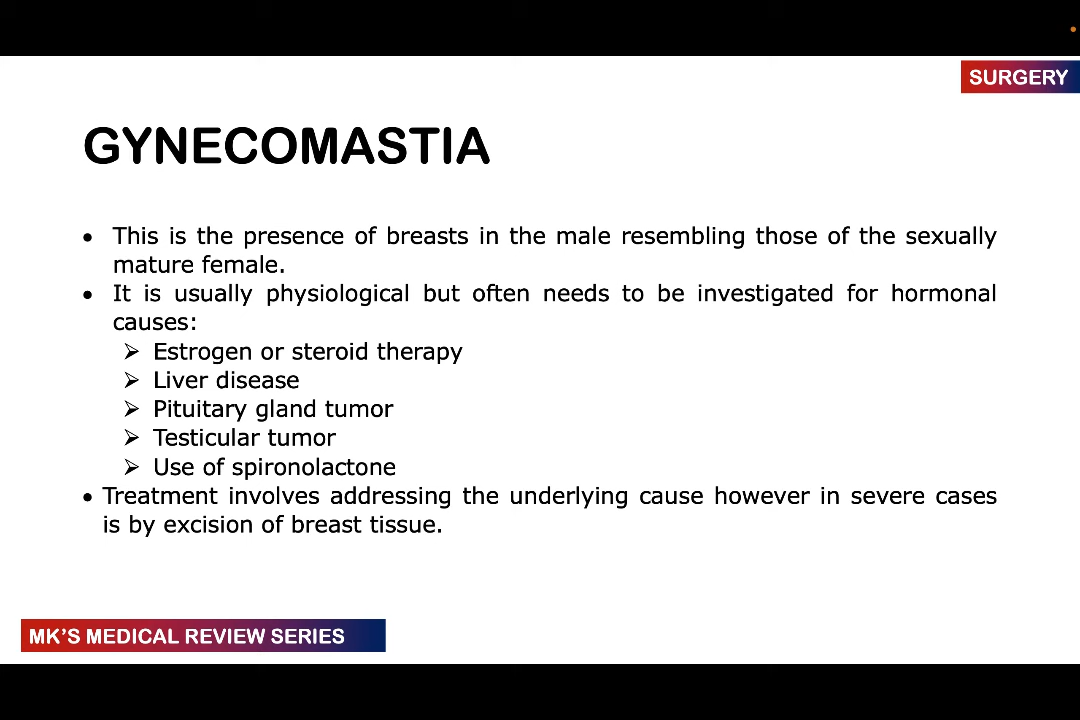 SURGERY
GYNECOMASTIA
• This is the presence of breasts in the male resembling those of the sexually
mature female.
• It is usually physiological but often needs to be investigated for hormonal
causes:
➢ Estrogen or steroid therapy
➢ Liver disease
➢ Pituitary gland tumor
➢ Testicular tumor
➢ Use of spironolactone
• Treatment involves addressing the underlying cause however in severe cases
is by excision of breast tissue.
MK'S MEDICAL REVIEW SERIES